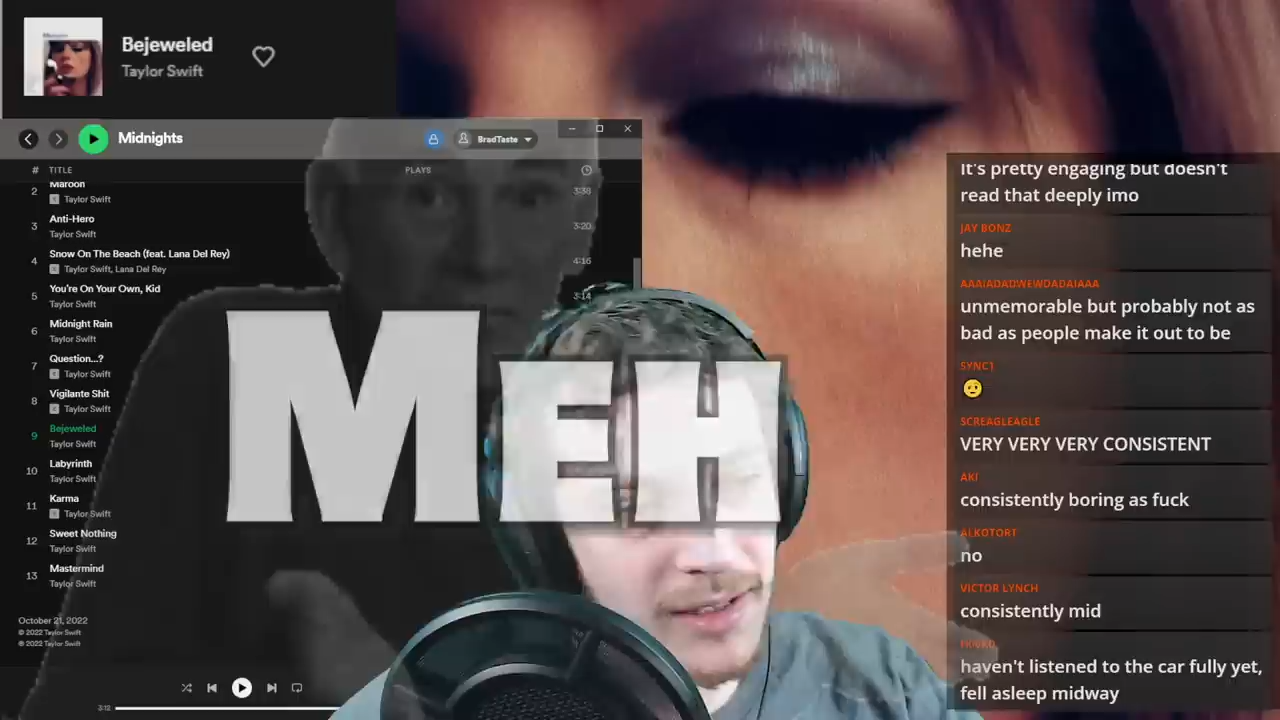 Bejeweled
Taylor Swift
Midnights
BradTaste
# TITLE PLAYS
2 Maroon 3:38
E Taylor Swift
3 Anti-Hero 3:20
Taylor Swift
4 Snow On The Beach (feat. Lana Del Rey) 4:16
E Taylor Swift, Lana Del Rey
5 You're On Your Own, Kid 3:14
Taylor Swift
6 Midnight Rain
Taylor Swift
7 Question...?
E Taylor Swift
8 Vigilante Shit
E Taylor Swift
9 Bejeweled
Taylor Swift
10 Labyrinth
Taylor Swift
11 Karma
E Taylor Swift
12 Sweet Nothing
Taylor Swift
13 Mastermind
Taylor Swift
October 21, 2022
© 2022 Taylor Swift
℗ 2022 Taylor Swift
3:12
MEH
It's pretty engaging but doesn't
read that deeply imo
JAY BONZ
hehe
AAAIADADWEWDADAIAAA
unmemorable but probably not as
bad as people make it out to be
SYNC1
SCREAGLEAGLE
VERY VERY VERY CONSISTENT
AKI
consistently boring as fuck
ALKOTORT
no
VICTOR LYNCH
consistently mid
haven't listened to the car fully yet,
fell asleep midway